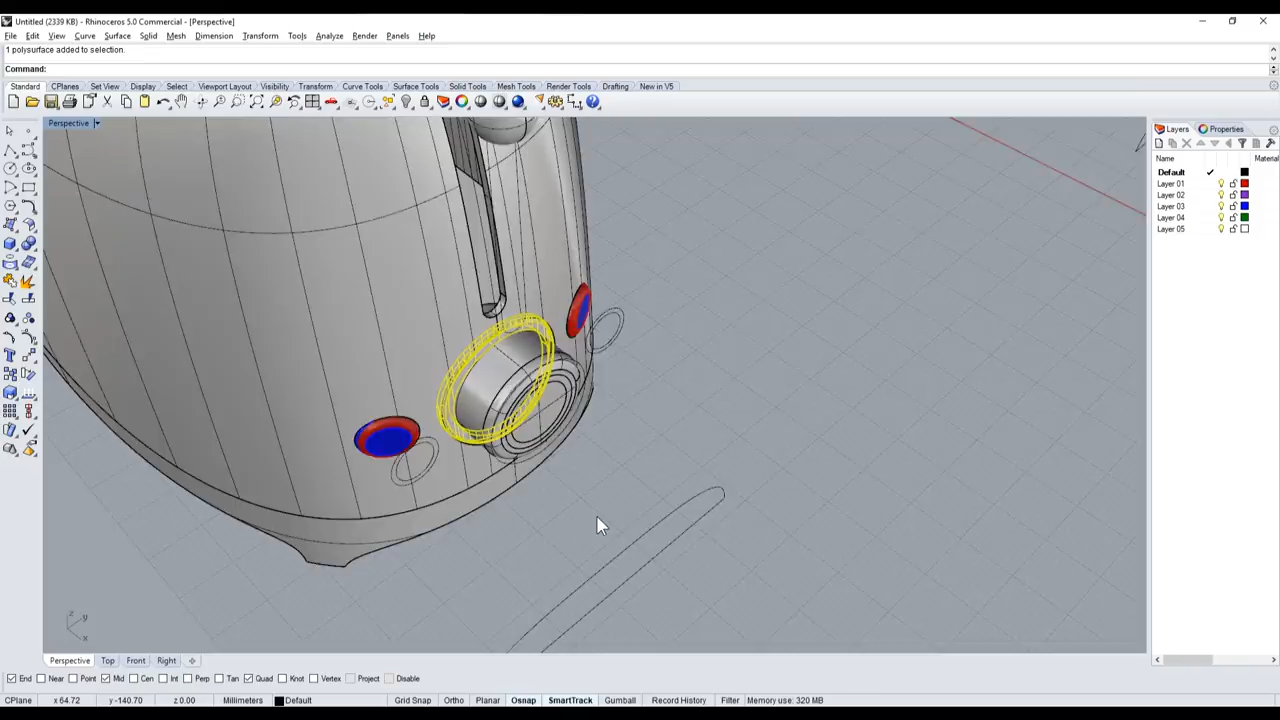 Untitled (2339 KB) - Rhinoceros 5.0 Commercial - [Perspective]
File Edit View Curve Surface Solid Mesh Dimension Transform Tools Analyze Render Panels Help
1 polysurface added to selection.
Command:
Standard CPlanes Set View Display Select Viewport Layout Visibility Transform Curve Tools Surface Tools Solid Tools Mesh Tools Render Tools Drafting New in V5
Perspective
Layers Properties
Name Material
Default
Layer 01
Layer 02
Layer 03
Layer 04
Layer 05
z
y
x
Perspective Top Front Right
End Near Point Mid Cen Int Perp Tan Quad Knot Vertex Project Disable
CPlane x 64.72 y -140.70 z 0.00 Millimeters Default Grid Snap Ortho Planar Osnap SmartTrack Gumball Record History Filter Memory use: 320 MB